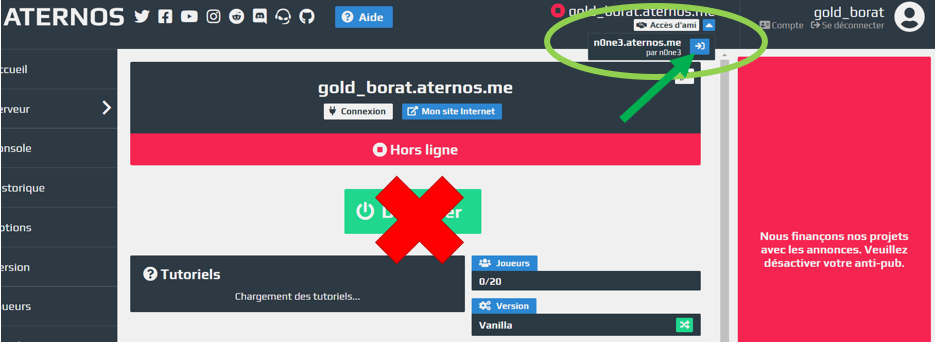 ATERNOS
Aide
gold_borat.aternos.me
Accès d'ami
n0ne3.aternos.me
par n0ne3
gold_borat
Compte
Se déconnecter
ccueil
erveur
onsole
istorique
ptions
ersion
ueurs
gold_borat.aternos.me
Connexion
Mon site Internet
Hors ligne
er
Tutoriels
Chargement des tutoriels...
Joueurs
0/20
Version
Vanilla
Nous finançons nos projets
avec les annonces. Veuillez
désactiver votre anti-pub.